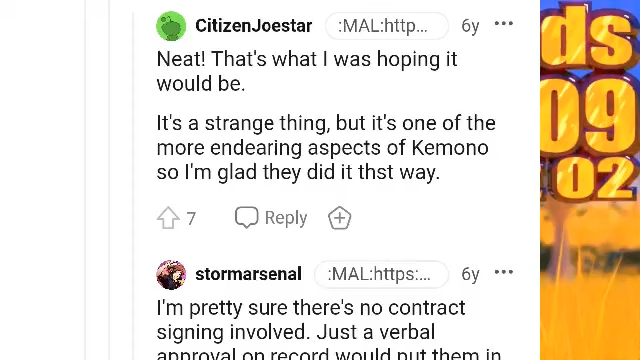 CitizenJoestar :MAL:http... 6y
Neat! That's what I was hoping it
would be.
It's a strange thing, but it's one of the
more endearing aspects of Kemono
so I'm glad they did it thst way.
7 Reply
stormarsenal :MAL:https:... 6y
I'm pretty sure there's no contract
signing involved. Just a verbal
approval on record would put them in
ds
09
02